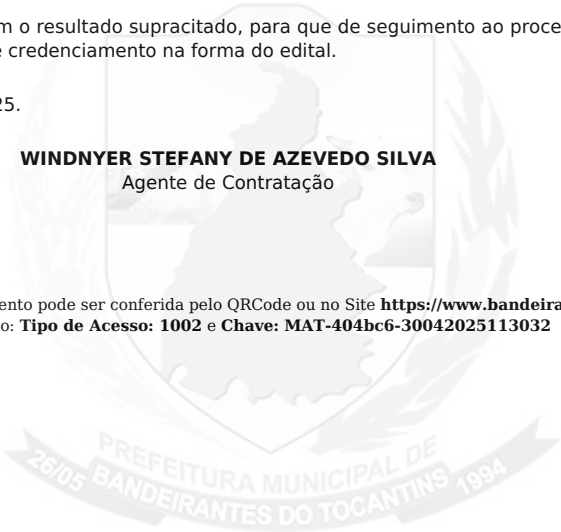 m o resultado supracitado, para que de seguimento ao proce
e credenciamento na forma do edital.
25.
WINDNYER STEFANY DE AZEVEDO SILVA
Agente de Contratação
ento pode ser conferida pelo QRCode ou no Site https://www.bandeira
o: Tipo de Acesso: 1002 e Chave: MAT-404bc6-30042025113032
PREFEITURA MUNICIPAL DE
26/05 BANDEIRANTES DO TOCANTINS 1994